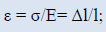 ε = σ/E= Δl/l;